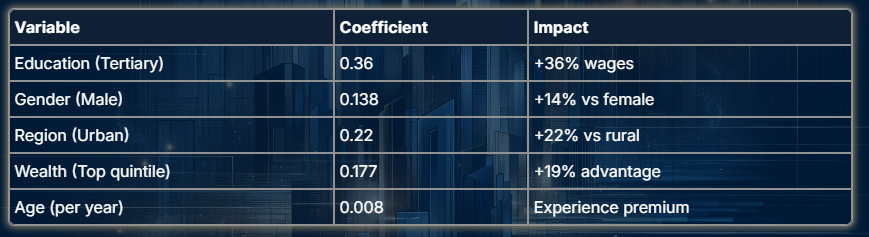 Variable Coefficient Impact
Education (Tertiary) 0.36 +36% wages
Gender (Male) 0.138 +14% vs female
Region (Urban) 0.22 +22% vs rural
Wealth (Top quintile) 0.177 +19% advantage
Age (per year) 0.008 Experience premium